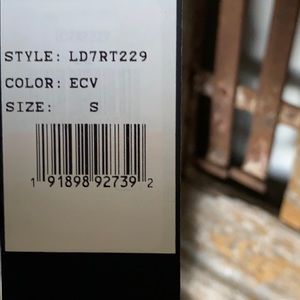 STYLE: LD7RT229
COLOR: ECV
SIZE: S
1 91898 92739 2